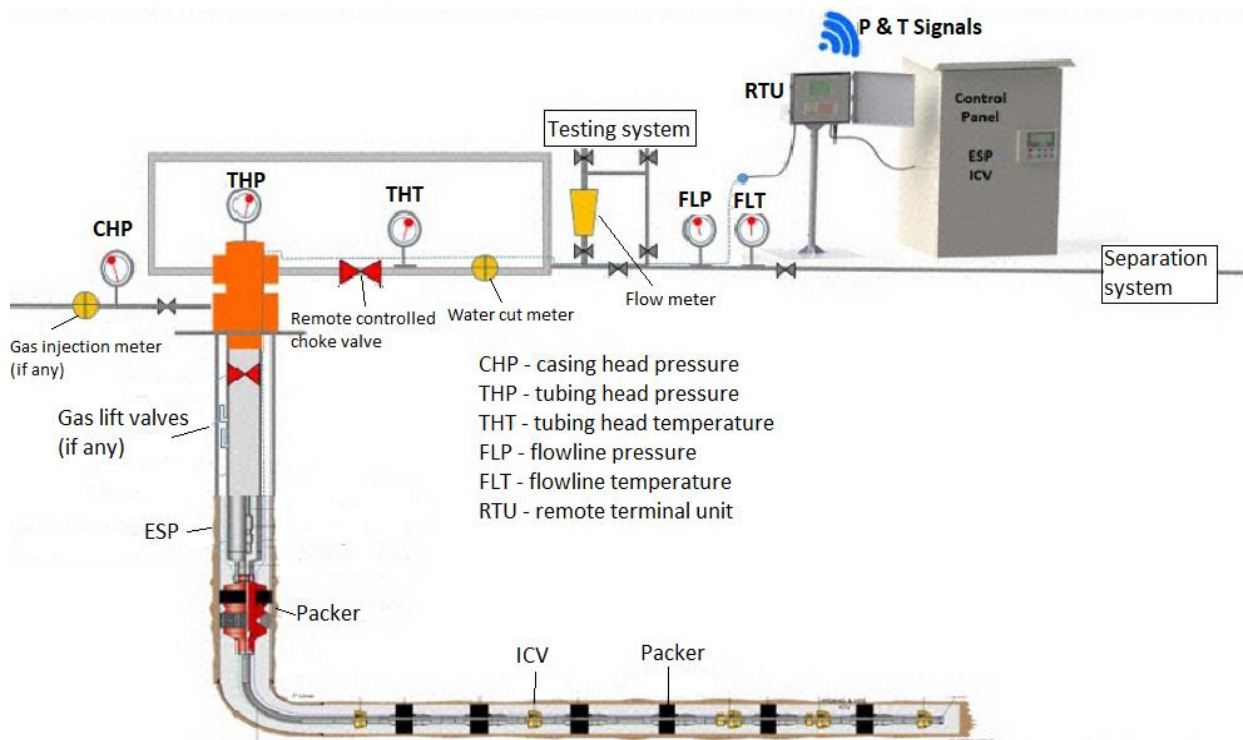 P & T Signals
RTU
Control
Panel
ESP
ICV
Testing system
THP
THT
CHP
FLP
FLT
Separation
system
Flow meter
Remote controlled
choke valve
Water cut meter
Gas injection meter
(if any)
CHP - casing head pressure
THP - tubing head pressure
THT - tubing head temperature
FLP - flowline pressure
FLT - flowline temperature
RTU - remote terminal unit
Gas lift valves
(if any)
ESP
Packer
ICV
Packer
ICV